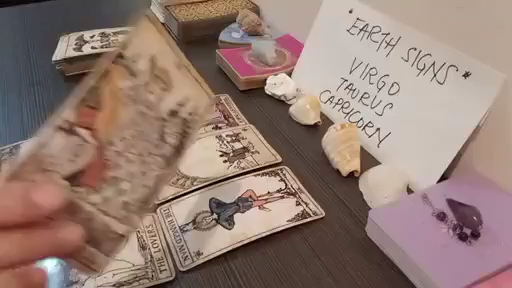 *EARTH SIGNS*
VIRGO
TAURUS
CAPRICORN
THE HANGED MAN
THE LOVERS